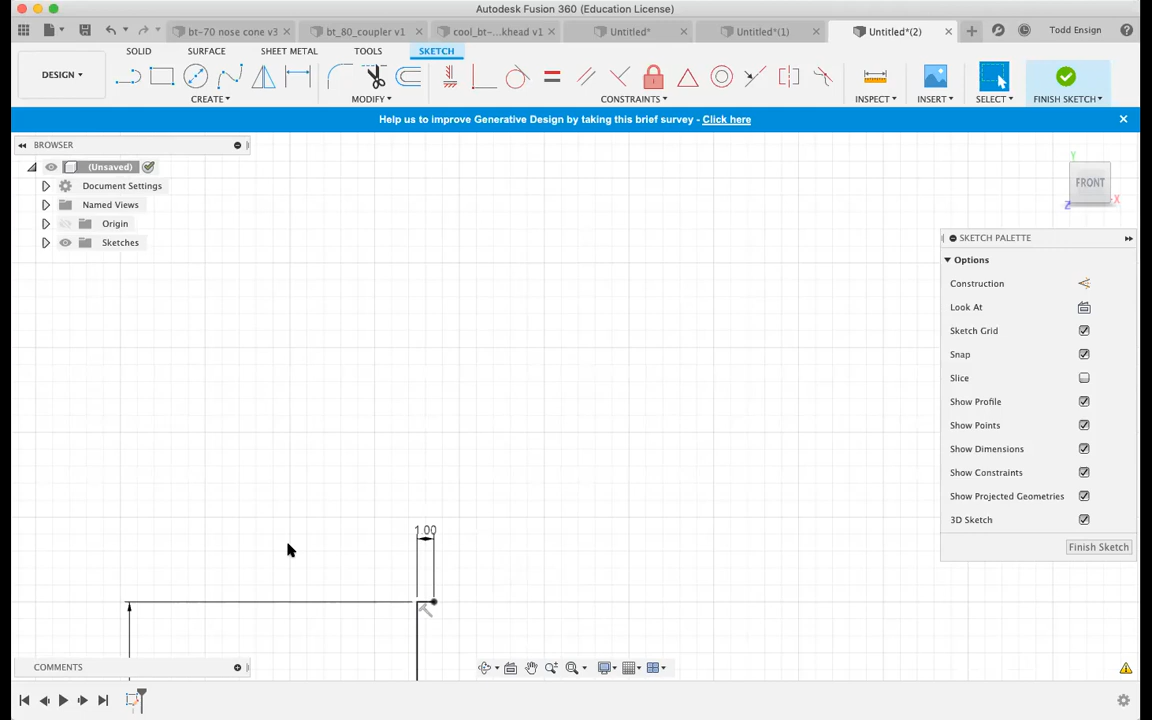 Autodesk Fusion 360 (Education License)
bt-70 nose cone v3
bt_80_coupler v1
cool_bt-...khead v1
Untitled*
Untitled*(1)
Untitled*(2)
Todd Ensign
SOLID SURFACE SHEET METAL TOOLS SKETCH
DESIGN
CREATE MODIFY CONSTRAINTS INSPECT INSERT SELECT FINISH SKETCH
Help us to improve Generative Design by taking this brief survey - Click here
BROWSER
(Unsaved)
Document Settings
Named Views
Origin
Sketches
Y
FRONT
X
Z
SKETCH PALETTE
Options
Construction
Look At
Sketch Grid
Snap
Slice
Show Profile
Show Points
Show Dimensions
Show Constraints
Show Projected Geometries
3D Sketch
Finish Sketch
1.00
COMMENTS